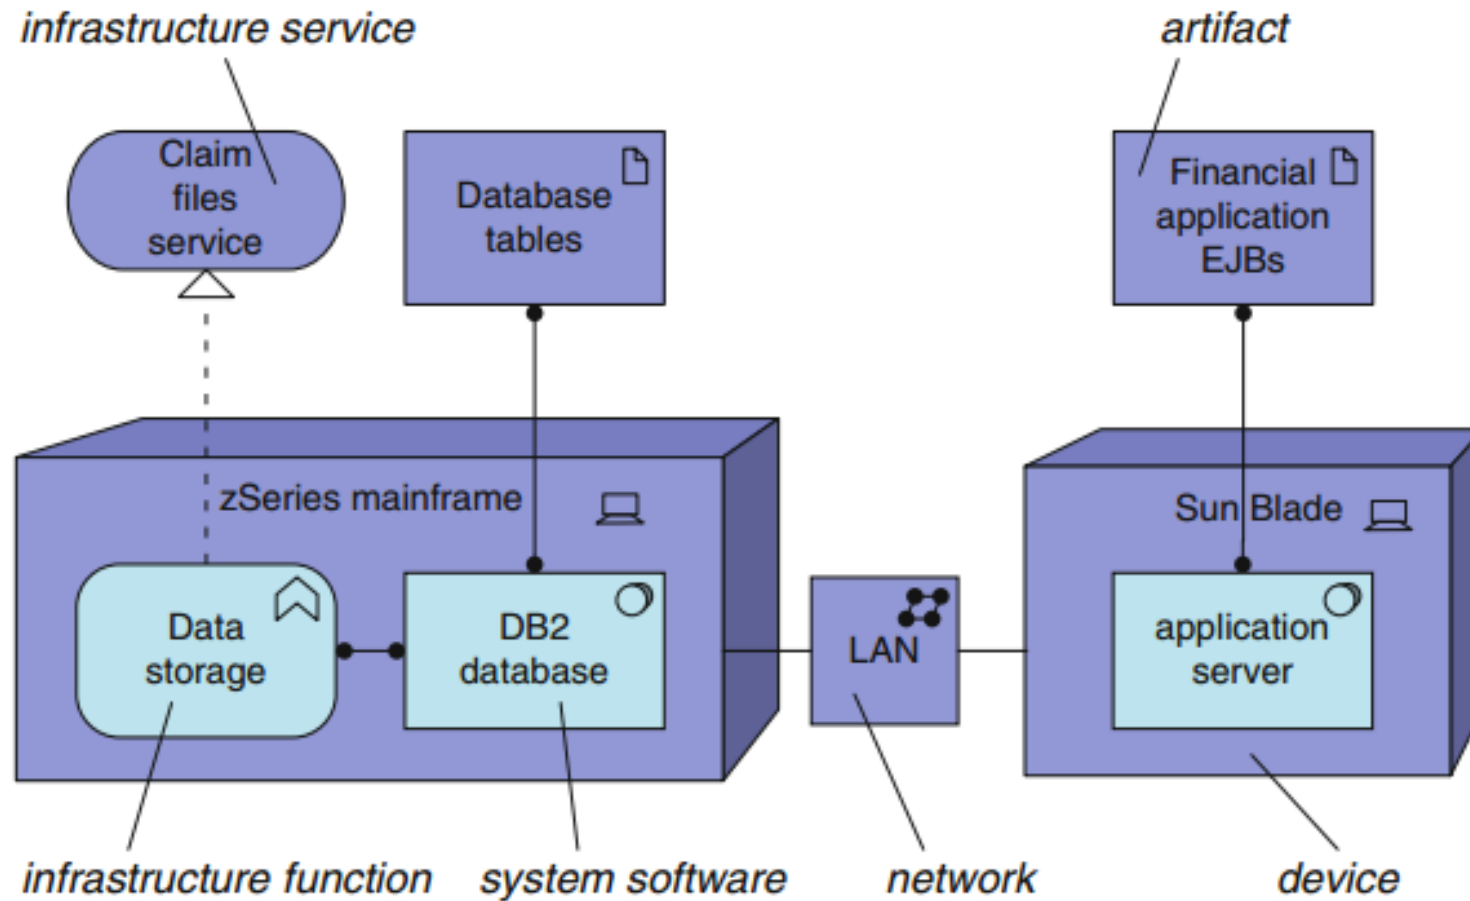 infrastructure service
artifact
Claim
files
service
Database
tables
Financial
application
EJBs
zSeries mainframe
Sun Blade
Data
storage
DB2
database
LAN
application
server
infrastructure function
system software
network
device